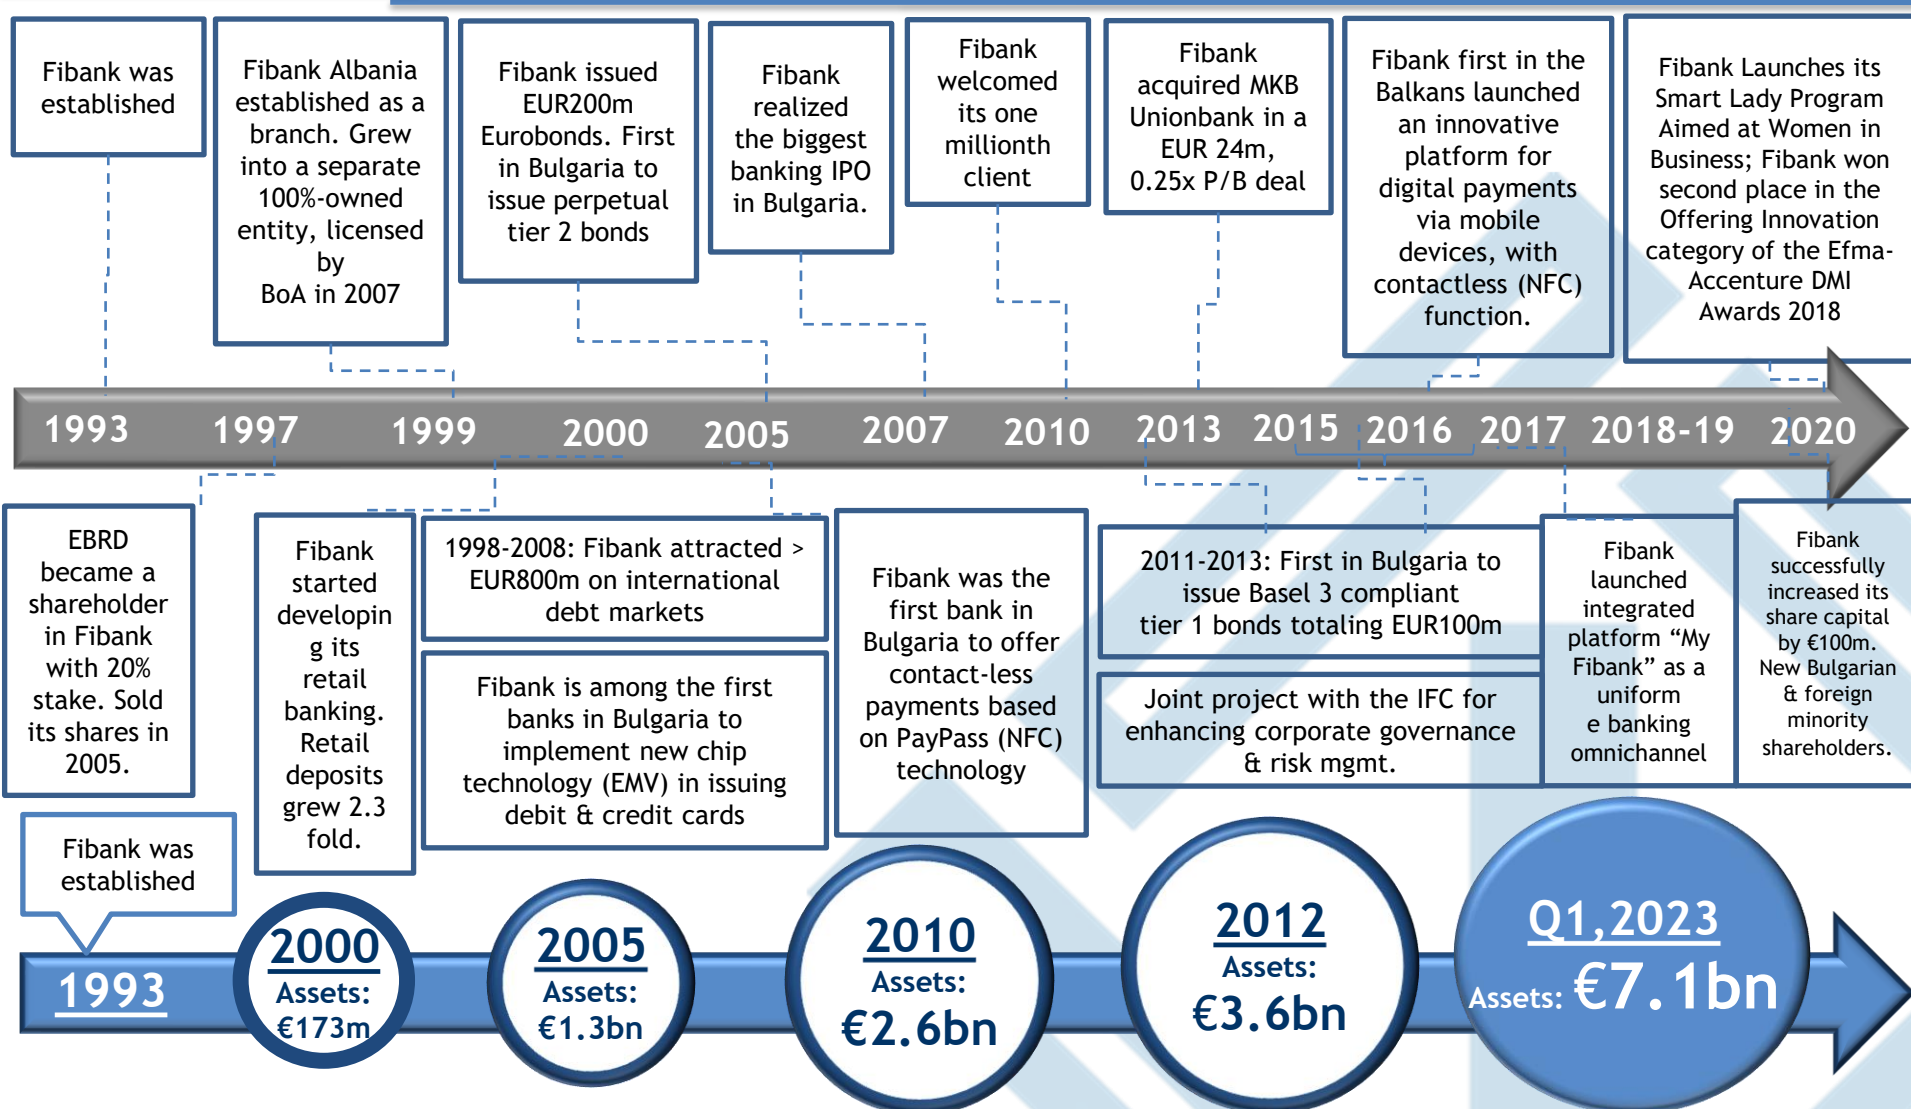 Fibank was
established
Fibank Albania
established as a
branch. Grew
into a separate
100%-owned
entity, licensed
by
BoA in 2007
Fibank issued
EUR200m
Eurobonds. First
in Bulgaria to
issue perpetual
tier 2 bonds
Fibank
realized
the biggest
banking IPO
in Bulgaria.
Fibank
welcomed
its one
millionth
client
Fibank
acquired MKB
Unionbank in a
EUR 24m,
0.25x P/B deal
Fibank first in the
Balkans launched
an innovative
platform for
digital payments
via mobile
devices, with
contactless (NFC)
function.
Fibank Launches its
Smart Lady Program
Aimed at Women in
Business; Fibank won
second place in the
Offering Innovation
category of the Efma-
Accenture DMI
Awards 2018
1993 1997 1999 2000 2005 2007 2010 2013 2015 2016 2017 2018-19 2020
EBRD
became a
shareholder
in Fibank
with 20%
stake. Sold
its shares in
2005.
Fibank
started
developin
g its
retail
banking.
Retail
deposits
grew 2.3
fold.
1998-2008: Fibank attracted >
EUR800m on international
debt markets
Fibank is among the first
banks in Bulgaria to
implement new chip
technology (EMV) in issuing
debit & credit cards
Fibank was the
first bank in
Bulgaria to offer
contact-less
payments based
on PayPass (NFC)
technology
2011-2013: First in Bulgaria to
issue Basel 3 compliant
tier 1 bonds totaling EUR100m
Joint project with the IFC for
enhancing corporate governance
& risk mgmt.
Fibank
launched
integrated
platform “My
Fibank” as a
uniform
e banking
omnichannel
Fibank
successfully
increased its
share capital
by €100m.
New Bulgarian
& foreign
minority
shareholders.
Fibank was
established
1993
2000
Assets:
€173m
2005
Assets:
€1.3bn
2010
Assets:
€2.6bn
2012
Assets:
€3.6bn
Q1,2023
Assets: €7.1bn